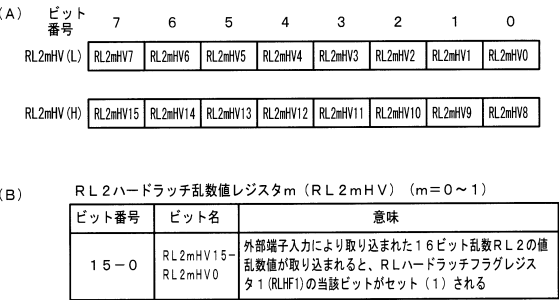 (A) ビット番号 7 6 5 4 3 2 1 0
RL2mHV(L) RL2mHV7 RL2mHV6 RL2mHV5 RL2mHV4 RL2mHV3 RL2mHV2 RL2mHV1 RL2mHV0
RL2mHV(H) RL2mHV15 RL2mHV14 RL2mHV13 RL2mHV12 RL2mHV11 RL2mHV10 RL2mHV9 RL2mHV8
(B) RL2ハードラッチ乱数値レジスタm(RL2mHV)(m=0~1)
ビット番号 ビット名 意味
15-0
RL2mHV15-
RL2mHV0
外部端子入力により取り込まれた16ビット乱数RL2の値
乱数値が取り込まれると、RLハードラッチフラグレジス
タ1(RLHF1)の当該ビットがセット(1)される